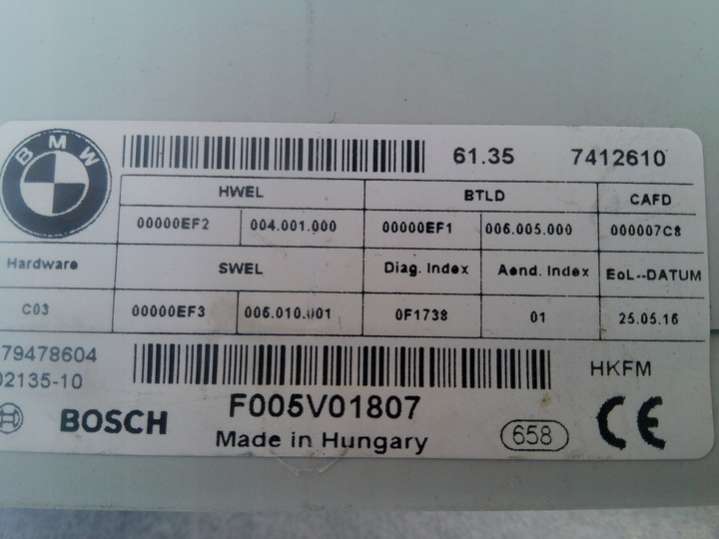 BMW
61.35 7412610
HWEL BTLD CAFD
00000EF2 004.001.000 00000EF1 006.005.000 000007C8
Hardware SWEL Diag. Index Aend. Index EoL--DATUM
C03 00000EF3 006.010.001 0F1738 01 25.05.16
79478604
02135-10 HKFM
BOSCH F005V01807
Made in Hungary 658 CE